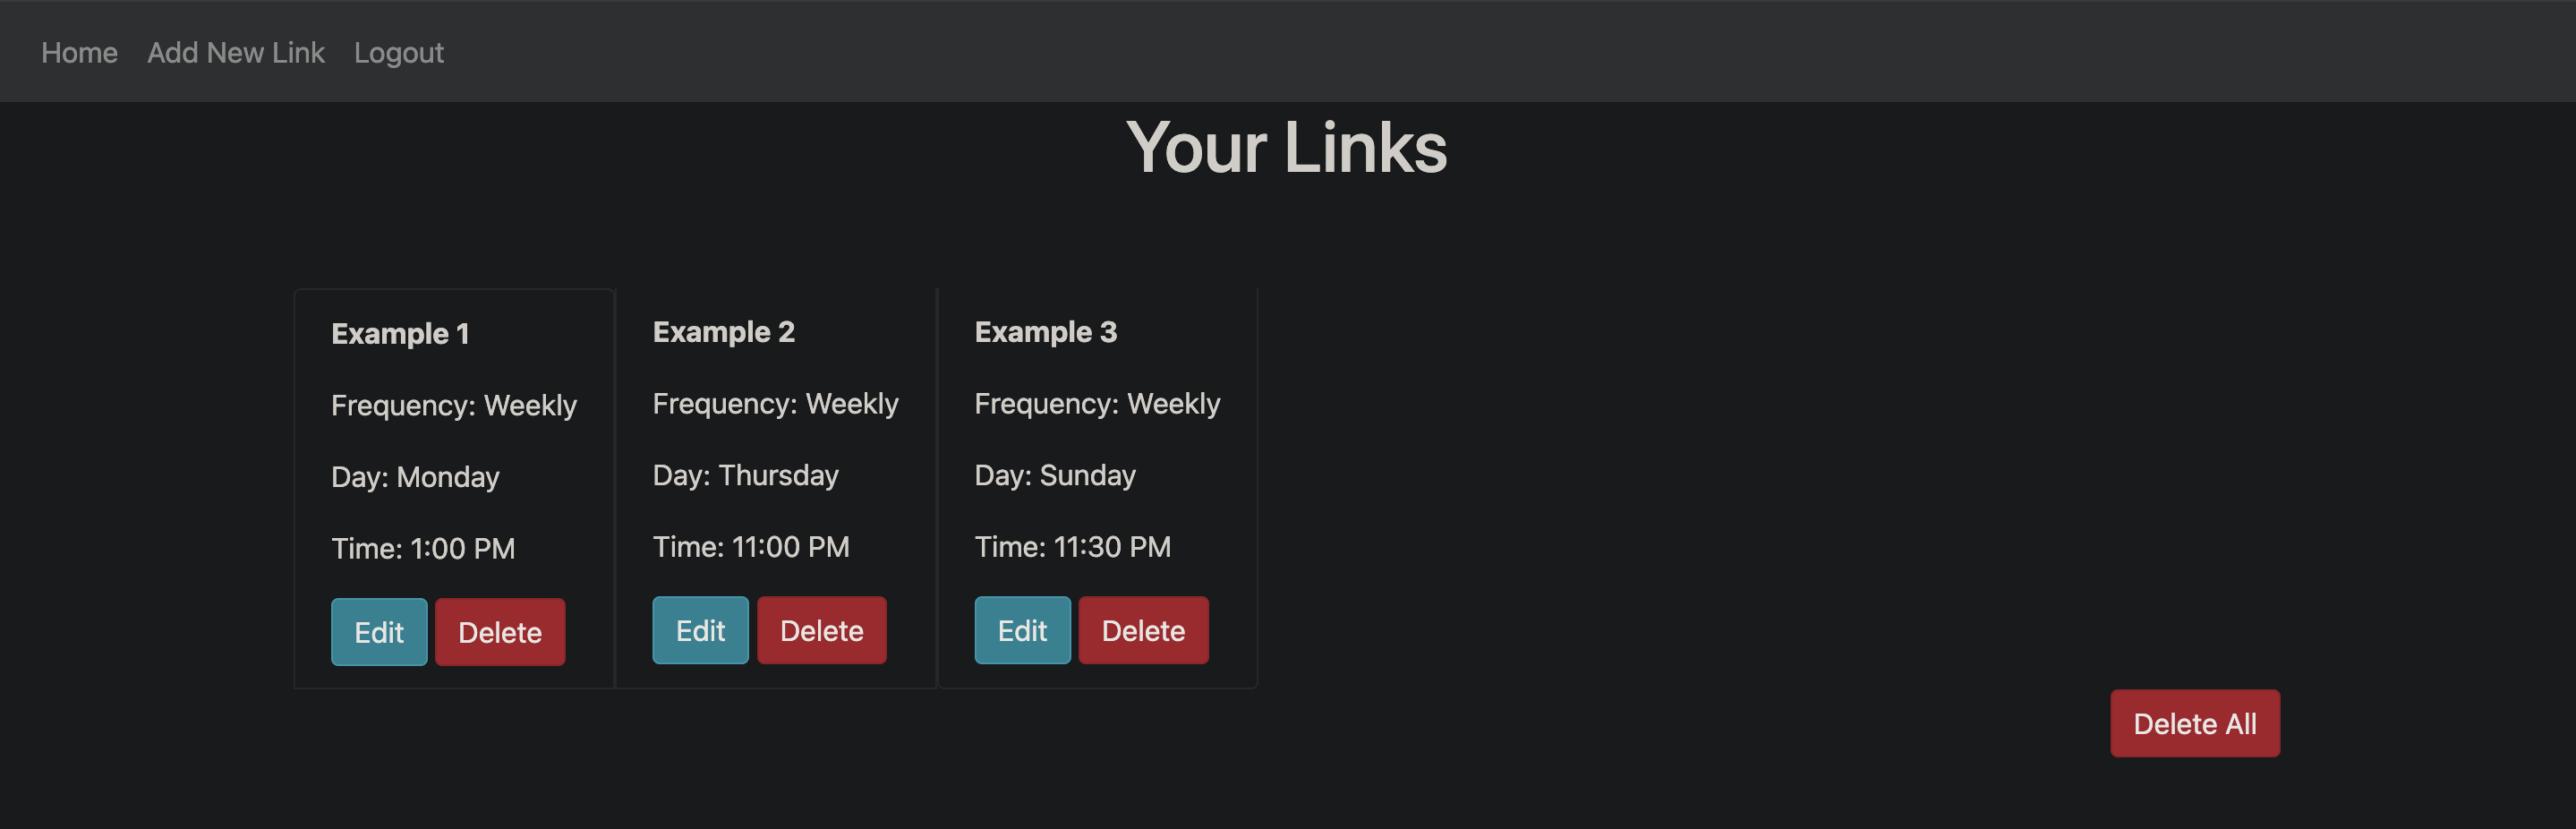 Home Add New Link Logout
Your Links
Example 1
Frequency: Weekly
Day: Monday
Time: 1:00 PM
Edit Delete
Example 2
Frequency: Weekly
Day: Thursday
Time: 11:00 PM
Edit Delete
Example 3
Frequency: Weekly
Day: Sunday
Time: 11:30 PM
Edit Delete
Delete All